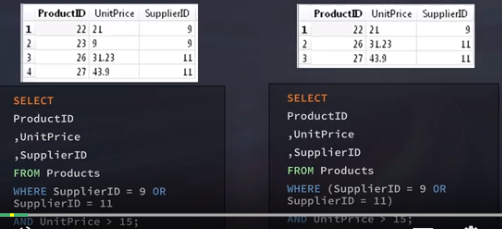 ProductID UnitPrice SupplierID
1 22 21 9
2 23 9 9
3 26 31.23 11
4 27 43.9 11
SELECT
ProductID
,UnitPrice
,SupplierID
FROM Products
WHERE SupplierID = 9 OR
SupplierID = 11
AND UnitPrice > 15;
ProductID UnitPrice SupplierID
1 22 21 9
2 26 31.23 11
3 27 43.9 11
SELECT
ProductID
,UnitPrice
,SupplierID
FROM Products
WHERE (SupplierID = 9 OR
SupplierID = 11)
AND UnitPrice > 15;